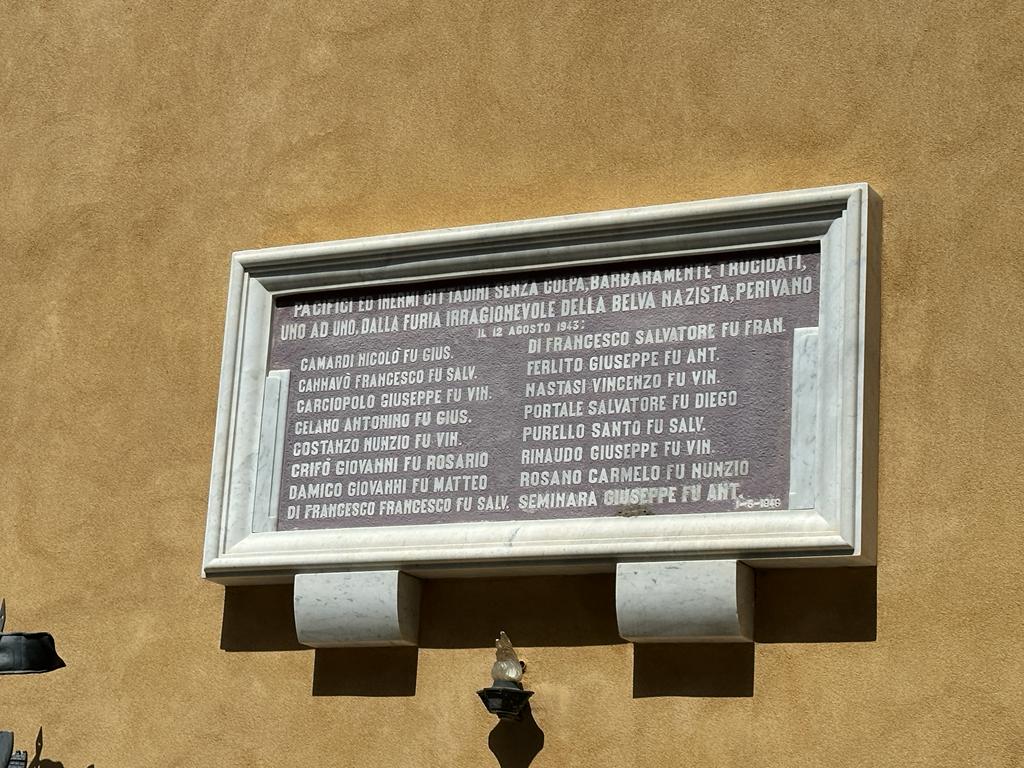 PACIFICI ED INERMI CITTADINI SENZA COLPA, BARBARAMENTE TRUCIDATI,
UNO AD UNO, DALLA FURIA IRRAGIONEVOLE DELLA BELVA NAZISTA, PERIVANO
IL 12 AGOSTO 1943:
CAMARDI NICOLÒ FU GIUS.
CANNAVÒ FRANCESCO FU SALV.
CARCIOPOLO GIUSEPPE FU VIN.
CELANO ANTONINO FU GIUS.
COSTANZO NUNZIO FU VIN.
CRIFÒ GIOVANNI FU ROSARIO
DAMICO GIOVANNI FU MATTEO
DI FRANCESCO FRANCESCO FU SALV.
DI FRANCESCO SALVATORE FU FRAN.
FERLITO GIUSEPPE FU ANT.
NASTASI VINCENZO FU VIN.
PORTALE SALVATORE FU DIEGO
PURELLO SANTO FU SALV.
RINAUDO GIUSEPPE FU VIN.
ROSANO CARMELO FU NUNZIO
SEMINARA GIUSEPPE FU ANT.